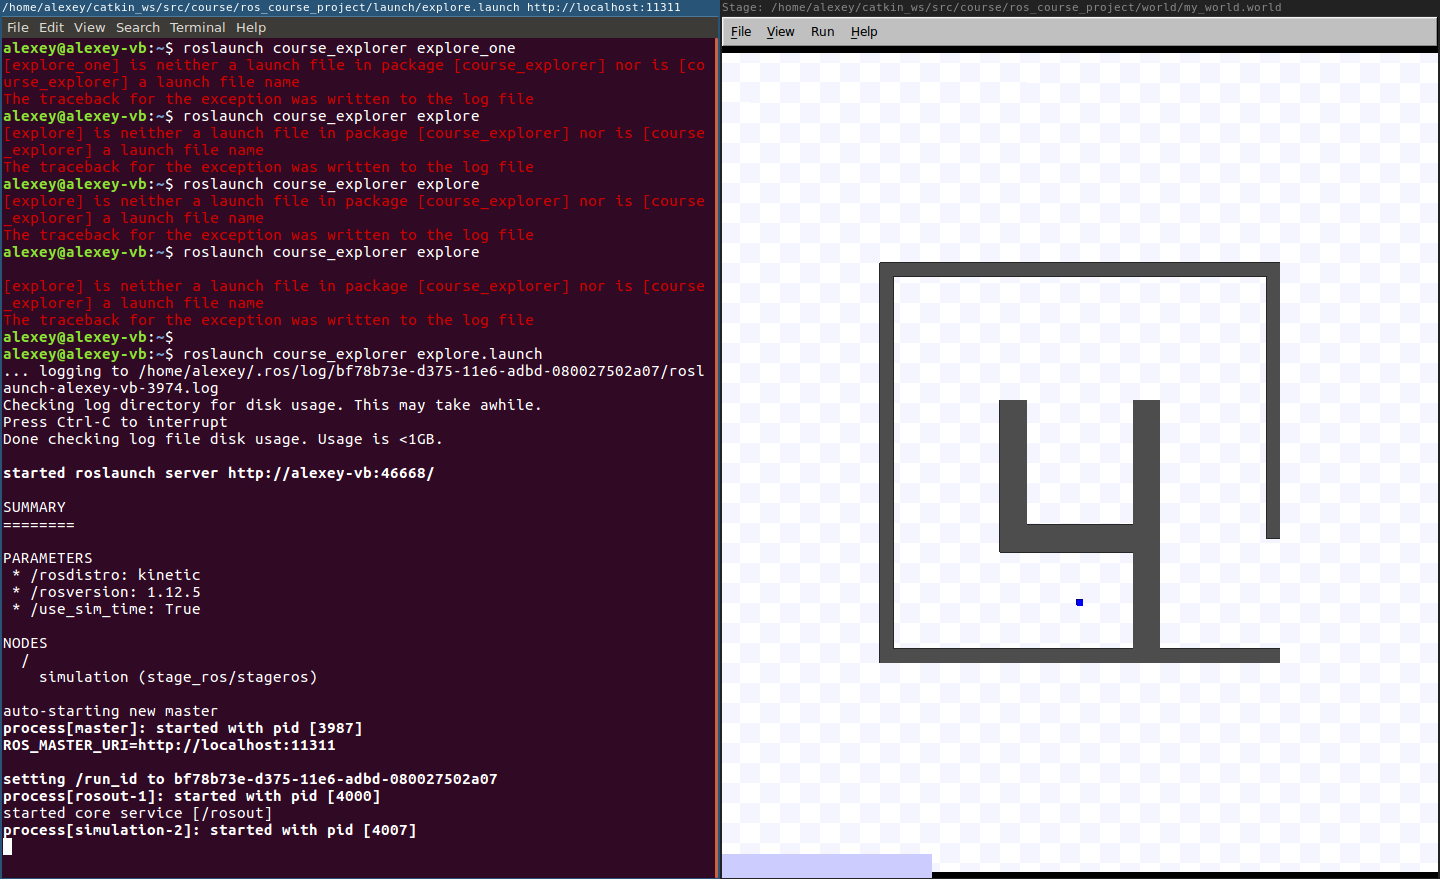 /home/alexey/catkin_ws/src/course/ros_course_project/launch/explore.launch http://localhost:11311
File Edit View Search Terminal Help
alexey@alexey-vb:~$ roslaunch course_explorer explore_one
[explore_one] is neither a launch file in package [course_explorer] nor is [co
urse_explorer] a launch file name
The traceback for the exception was written to the log file
alexey@alexey-vb:~$ roslaunch course_explorer explore
[explore] is neither a launch file in package [course_explorer] nor is [course
_explorer] a launch file name
The traceback for the exception was written to the log file
alexey@alexey-vb:~$ roslaunch course_explorer explore
[explore] is neither a launch file in package [course_explorer] nor is [course
_explorer] a launch file name
The traceback for the exception was written to the log file
alexey@alexey-vb:~$ roslaunch course_explorer explore
[explore] is neither a launch file in package [course_explorer] nor is [course
_explorer] a launch file name
The traceback for the exception was written to the log file
alexey@alexey-vb:~$
alexey@alexey-vb:~$ roslaunch course_explorer explore.launch
... logging to /home/alexey/.ros/log/bf78b73e-d375-11e6-adbd-080027502a07/rosl
aunch-alexey-vb-3974.log
Checking log directory for disk usage. This may take awhile.
Press Ctrl-C to interrupt
Done checking log file disk usage. Usage is <1GB.
started roslaunch server http://alexey-vb:46668/
SUMMARY
========
PARAMETERS
* /rosdistro: kinetic
* /rosversion: 1.12.5
* /use_sim_time: True
NODES
/
simulation (stage_ros/stageros)
auto-starting new master
process[master]: started with pid [3987]
ROS_MASTER_URI=http://localhost:11311
setting /run_id to bf78b73e-d375-11e6-adbd-080027502a07
process[rosout-1]: started with pid [4000]
started core service [/rosout]
process[simulation-2]: started with pid [4007]
Stage: /home/alexey/catkin_ws/src/course/ros_course_project/world/my_world.world
File View Run Help